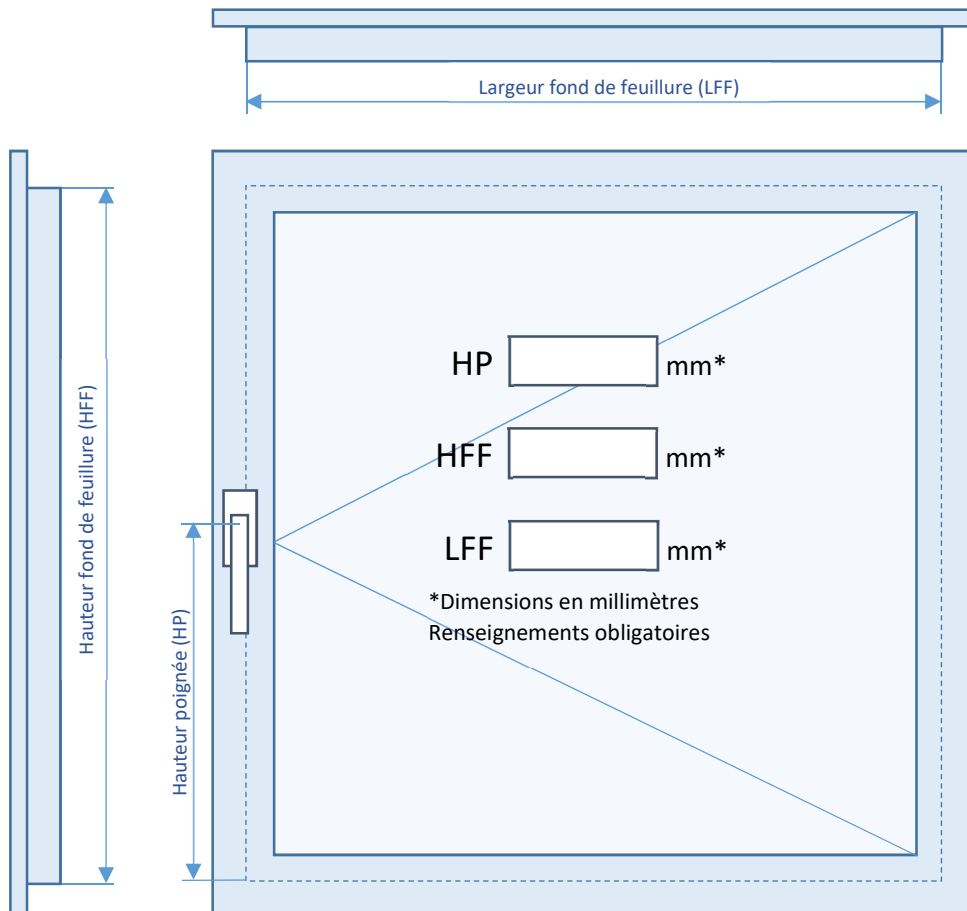 Largeur fond de feuillure (LFF)
Hauteur fond de feuillure (HFF)
Hauteur poignée (HP)
HP mm*
HFF mm*
LFF mm*
*Dimensions en millimètres
Renseignements obligatoires